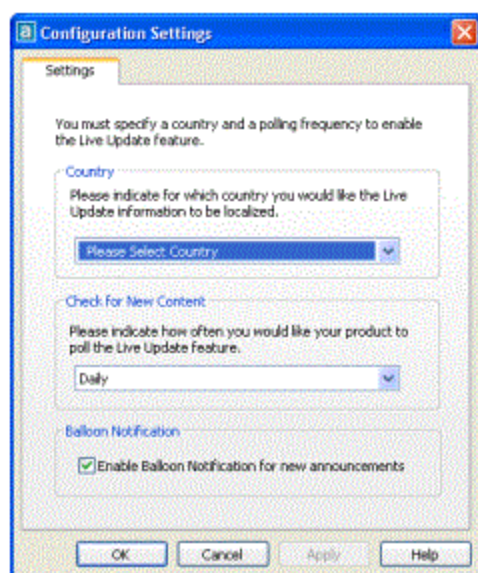 a Configuration Settings
Settings
You must specify a country and a polling frequency to enable
the Live Update feature.
Country
Please indicate for which country you would like the Live
Update information to be localized.
Please Select Country
Check for New Content
Please indicate how often you would like your product to
poll the Live Update feature.
Daily
Balloon Notification
Enable Balloon Notification for new announcements
OK Cancel Apply Help